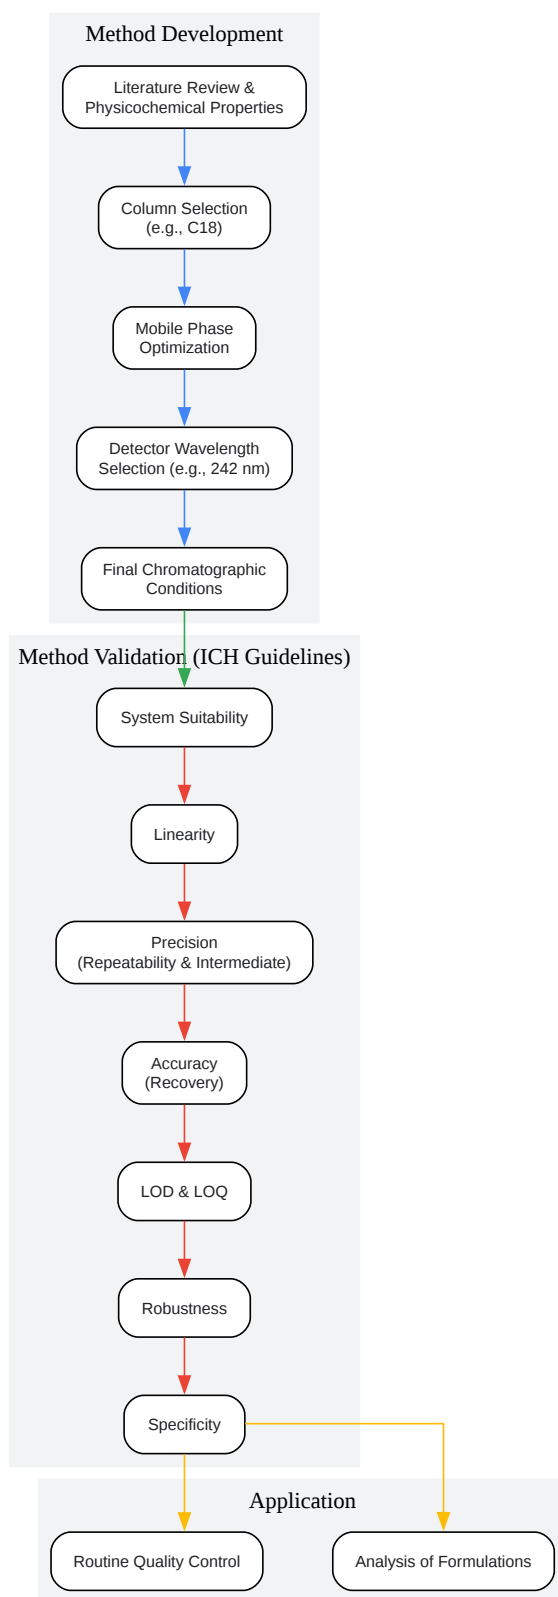 Method Development
Literature Review &
Physicochemical Properties
Column Selection
(e.g., C18)
Mobile Phase
Optimization
Detector Wavelength
Selection (e.g., 242 nm)
Final Chromatographic
Conditions
Method Validation (ICH Guidelines)
System Suitability
Linearity
Precision
(Repeatability & Intermediate)
Accuracy
(Recovery)
LOD & LOQ
Robustness
Specificity
Application
Routine Quality Control
Analysis of Formulations